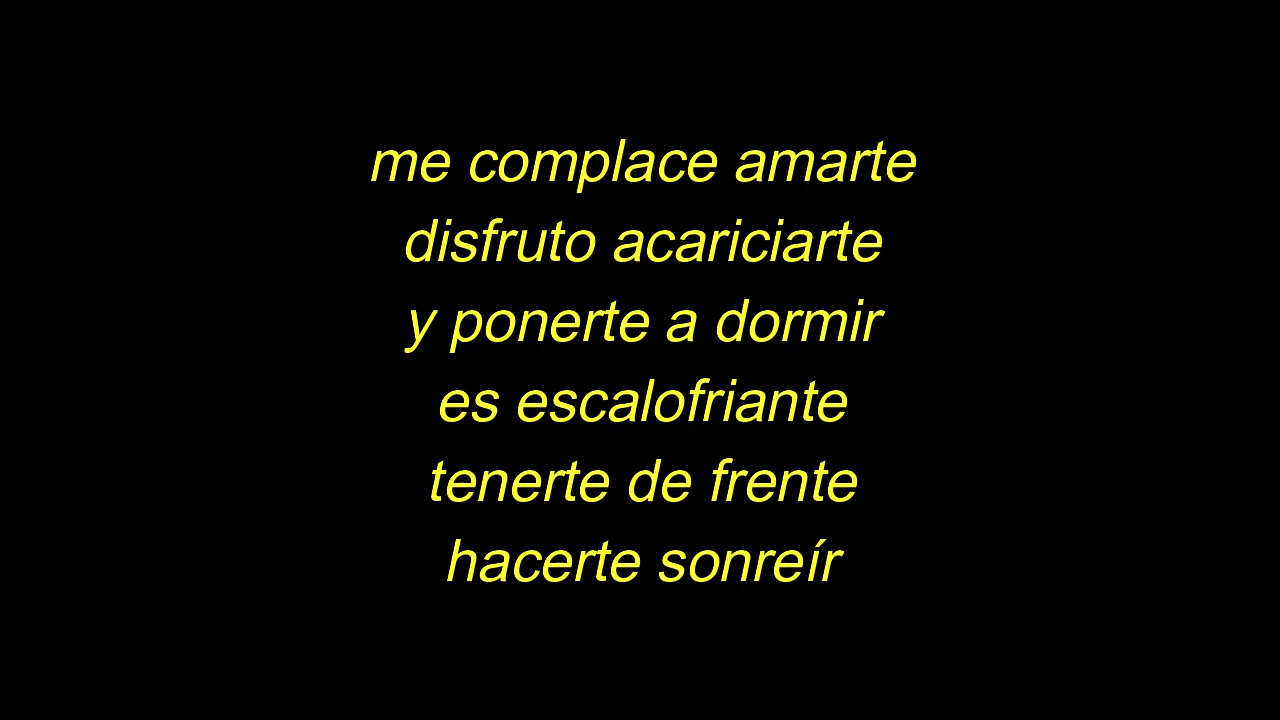 me complace amarte
disfruto acariciarte
y ponerte a dormir
es escalofriante
tenerte de frente
hacerte sonreír